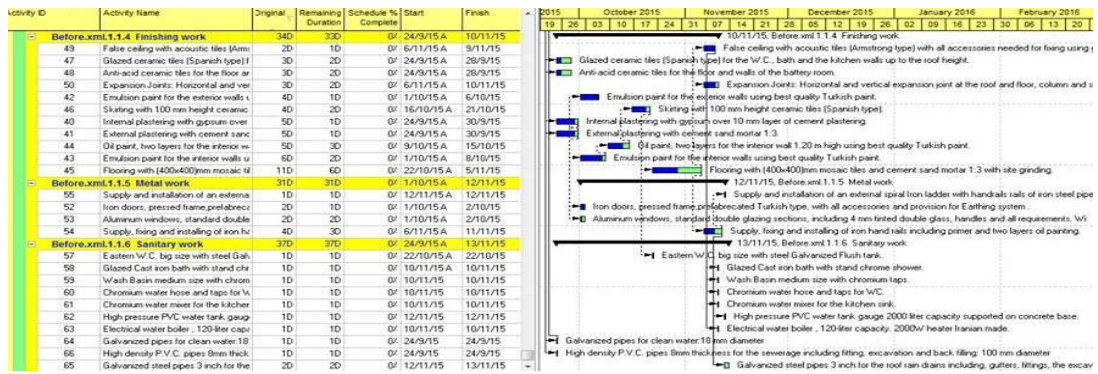 Activity ID Activity Name Original Duration Remaining Duration Schedule % Complete Start Finish
2015 October 2015 November 2015 December 2015 January 2016 February 2016
19 26 03 10 17 24 31 07 14 21 28 05 12 19 26 02 09 16 23 30 06 13 20
Before.xml.1.1.4 Finishing work 34D 33D 0% 24/9/15 A 10/11/15 10/11/15, Before.xml.1.1.4 Finishing work.
49 False ceiling with acoustic tiles (Arms 2D 1D 0% 6/11/15 A 9/11/15 False ceiling with acoustic tiles (Armstrong type) with all accessories needed for fixing using
47 Glazed ceramic tiles (Spanish type) f 3D 2D 0% 24/9/15 A 28/9/15 Glazed ceramic tiles (Spanish type) for the W.C., bath and the kitchen walls up to the roof height.
48 Anti-acid ceramic tiles for the floor ar 3D 2D 0% 24/9/15 A 28/9/15 Anti-acid ceramic tiles for the floor and walls of the battery room.
50 Expansion Joints: Horizontal and ver 3D 2D 0% 6/11/15 A 10/11/15 Expansion Joints: Horizontal and vertical expansion joint at the roof and floor, column and s
42 Emulsion paint for the exterior walls u 4D 1D 0% 1/10/15 A 6/10/15 Emulsion paint for the exterior walls using best quality Turkish paint.
46 Skirting with 100 mm height ceramic 4D 2D 0% 16/10/15 A 21/10/15 Skirting with 100 mm height ceramic tiles (Spanish type).
40 Internal plastering with gypsum over 5D 1D 0% 24/9/15 A 30/9/15 Internal plastering with gypsum over 10 mm layer of cement plastering.
41 External plastering with cement sanc 5D 1D 0% 24/9/15 A 30/9/15 External plastering with cement sand mortar 1:3.
44 Oil paint, two layers for the interior w 5D 3D 0% 9/10/15 A 15/10/15 Oil paint, two layers for the interior wall 1.20 m high using best quality Turkish paint.
43 Emulsion paint for the interior walls u 6D 2D 0% 1/10/15 A 8/10/15 Emulsion paint for the interior walls using best quality Turkish paint.
45 Flooring with (400x400)mm mosaic til 11D 6D 0% 22/10/15 A 5/11/15 Flooring with (400x400)mm mosaic tiles and cement sand mortar 1:3 with site grinding.
Before.xml.1.1.5 Metal work 31D 31D 0% 1/10/15 A 12/11/15 12/11/15, Before.xml.1.1.5 Metal work
55 Supply and installation of an externa 1D 1D 0% 12/11/15 A 12/11/15 Supply and installation of an external spiral Iron ladder with handrails rails of iron steel pipe
52 Iron doors, pressed frame,prefabrec 2D 1D 0% 1/10/15 A 2/10/15 Iron doors, pressed frame,prefabrecated Turkish type, with all accessories and provision for Earthing system .
53 Aluminum windows, standard double 2D 2D 0% 1/10/15 A 2/10/15 Aluminum windows, standard double glazing sections, including 4 mm tinted double glass, handles and all requirements. Wi
54 Supply, fixing and installing of iron ha 4D 3D 0% 6/11/15 A 11/11/15 Supply, fixing and installing of iron hand rails including primer and two layers oil painting.
Before.xml.1.1.6 Sanitary work 37D 37D 0% 24/9/15 A 13/11/15 13/11/15, Before.xml.1.1.6 Sanitary work
57 Eastern W.C. big size with steel Galv 1D 1D 0% 22/10/15 A 22/10/15 Eastern W.C. big size with steel Galvanized Flush tank.
58 Glazed Cast iron bath with stand chr 1D 1D 0% 10/11/15 A 10/11/15 Glazed Cast iron bath with stand chrome shower.
59 Wash Basin medium size with chromi 1D 1D 0% 10/11/15 10/11/15 Wash Basin medium size with chromium taps.
60 Chromium water hose and taps for W 1D 1D 0% 10/11/15 10/11/15 Chromium water hose and taps for WC.
61 Chromium water mixer for the kitcher 1D 1D 0% 10/11/15 10/11/15 Chromium water mixer for the kitchen sink.
62 High pressure PVC water tank gauge 1D 1D 0% 10/11/15 10/11/15 High pressure PVC water tank gauge 2000 liter capacity supported on concrete base.
63 Electrical water boiler , 120-liter capa 1D 1D 0% 10/11/15 10/11/15 Electrical water boiler , 120-liter capacity. 2000W heater Iranian made.
64 Galvanized pipes for clean water:18 1D 1D 0% 24/9/15 24/9/15 Galvanized pipes for clean water:18 mm diameter
66 High density P.V.C. pipes 8mm thick 1D 1D 0% 24/9/15 24/9/15 High density P.V.C. pipes 8mm thickness for the sewerage including fitting, excavation and back filling: 100 mm diameter
65 Galvanized steel pipes 3 inch for the 2D 2D 0% 12/11/15 13/11/15 Galvanized steel pipes 3 inch for the roof rain drains including, gutters, fittings, the excav